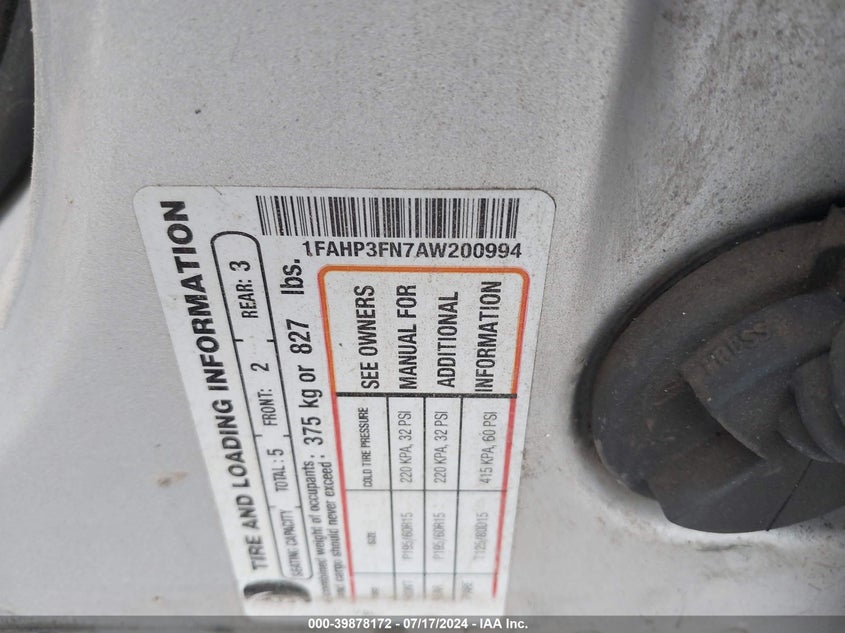 1FAHP3FN7AW200994
TIRE AND LOADING INFORMATION
SEATING CAPACITY TOTAL: 5 FRONT: 2 REAR: 3
combined weight of occupants
cargo should never exceed : 375 kg or 827 lbs.
SIZE COLD TIRE PRESSURE SEE OWNERS
P195/60R15 220 KPA, 32 PSI MANUAL FOR
P195/60R15 220 KPA, 32 PSI ADDITIONAL
T125/80D15 415 KPA, 60 PSI INFORMATION
000-39878172 - 07/17/2024 - IAA Inc.